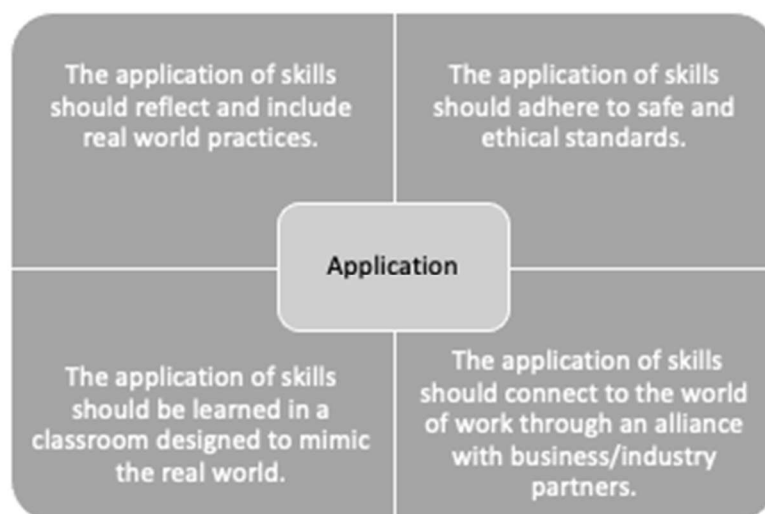 The application of skills
should reflect and include
real world practices.
The application of skills
should adhere to safe and
ethical standards.
Application
The application of skills
should be learned in a
classroom designed to mimic
the real world.
The application of skills
should connect to the world
of work through an alliance
with business/industry
partners.